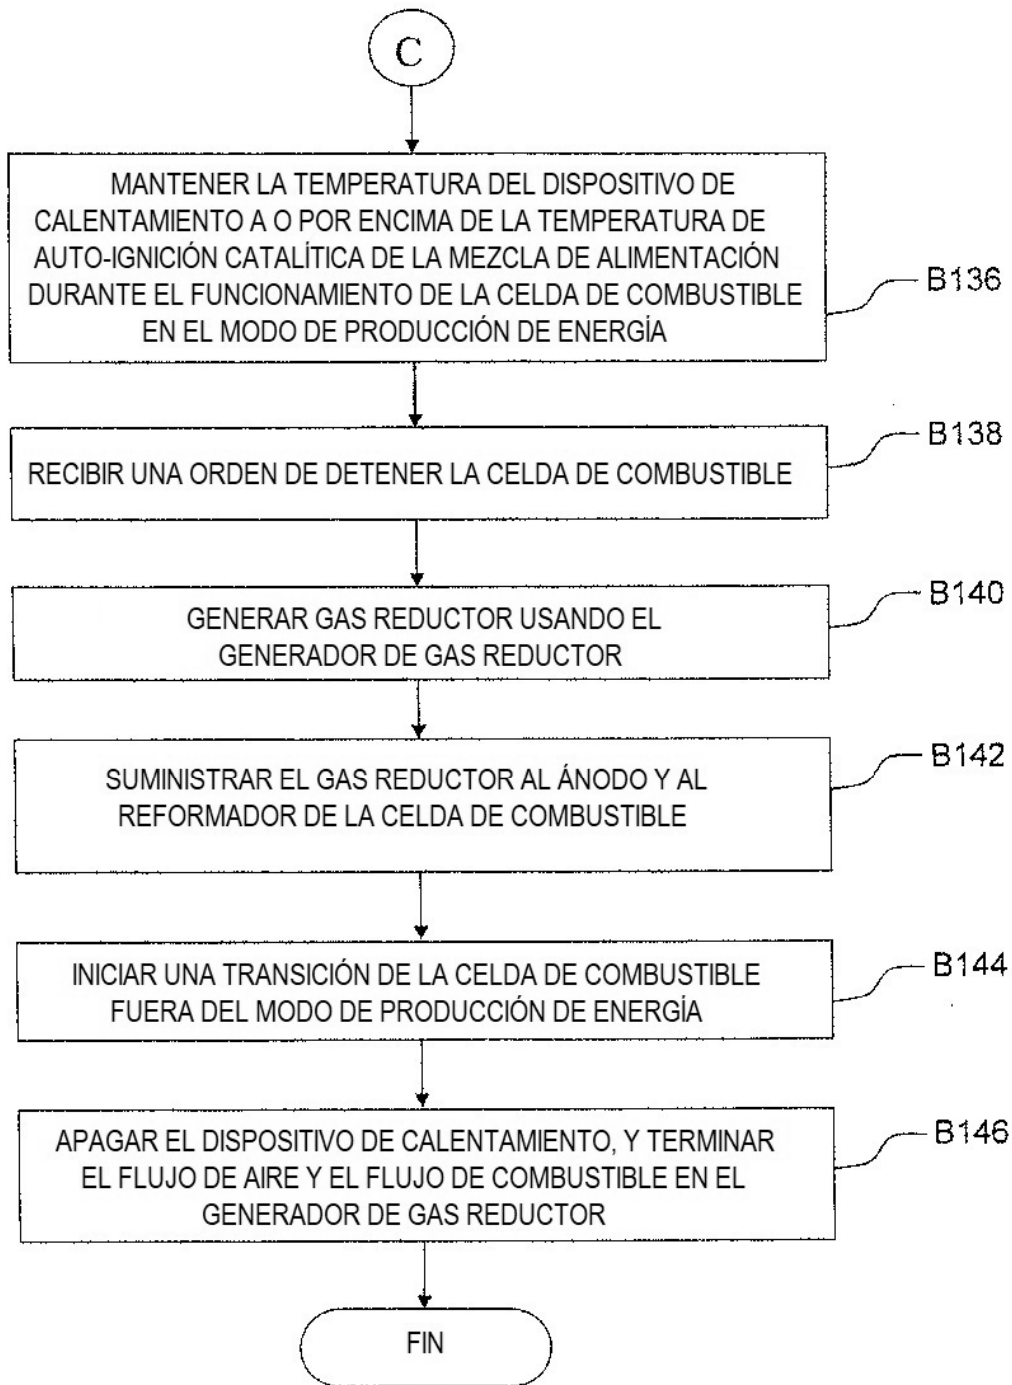 C
MANTENER LA TEMPERATURA DEL DISPOSITIVO DE
CALENTAMIENTO A O POR ENCIMA DE LA TEMPERATURA DE
AUTO-IGNICIÓN CATALÍTICA DE LA MEZCLA DE ALIMENTACIÓN
DURANTE EL FUNCIONAMIENTO DE LA CELDA DE COMBUSTIBLE
EN EL MODO DE PRODUCCIÓN DE ENERGÍA
B136
RECIBIR UNA ORDEN DE DETENER LA CELDA DE COMBUSTIBLE
B138
GENERAR GAS REDUCTOR USANDO EL
GENERADOR DE GAS REDUCTOR
B140
SUMINISTRAR EL GAS REDUCTOR AL ÁNODO Y AL
REFORMADOR DE LA CELDA DE COMBUSTIBLE
B142
INICIAR UNA TRANSICIÓN DE LA CELDA DE COMBUSTIBLE
FUERA DEL MODO DE PRODUCCIÓN DE ENERGÍA
B144
APAGAR EL DISPOSITIVO DE CALENTAMIENTO, Y TERMINAR
EL FLUJO DE AIRE Y EL FLUJO DE COMBUSTIBLE EN EL
GENERADOR DE GAS REDUCTOR
B146
FIN